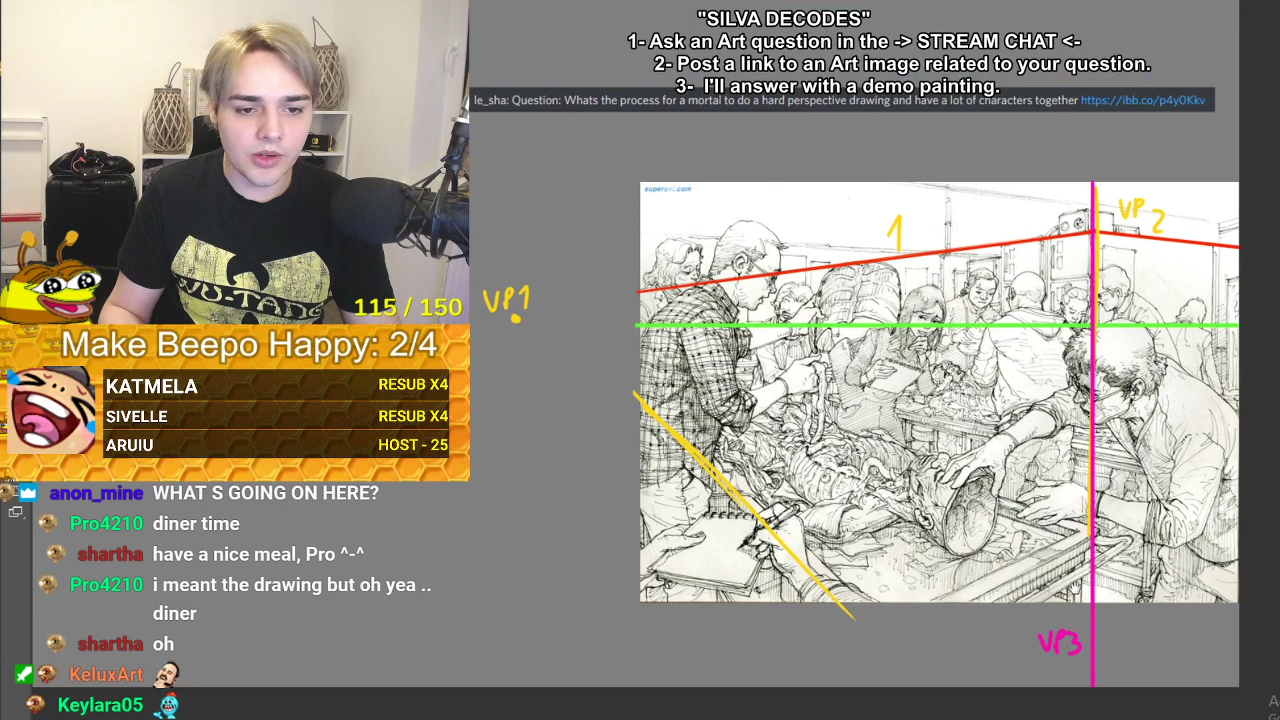 "SILVA DECODES"
1- Ask an Art question in the -> STREAM CHAT <-
2- Post a link to an Art image related to your question.
3- I'll answer with a demo painting.
le_sha: Question: Whats the process for a mortal to do a hard perspective drawing and have a lot of characters together https://ibb.co/p4y0Kkv
WU-TANG
115 / 150
VP1
1
VP 2
VP3
Make Beepo Happy: 2/4
KATMELA RESUB X4
SIVELLE RESUB X4
ARUIU HOST - 25
anon_mine WHAT S GOING ON HERE?
Pro4210 diner time
shartha have a nice meal, Pro ^-^
Pro4210 i meant the drawing but oh yea ..
diner
shartha oh
KeluxArt
Keylara05